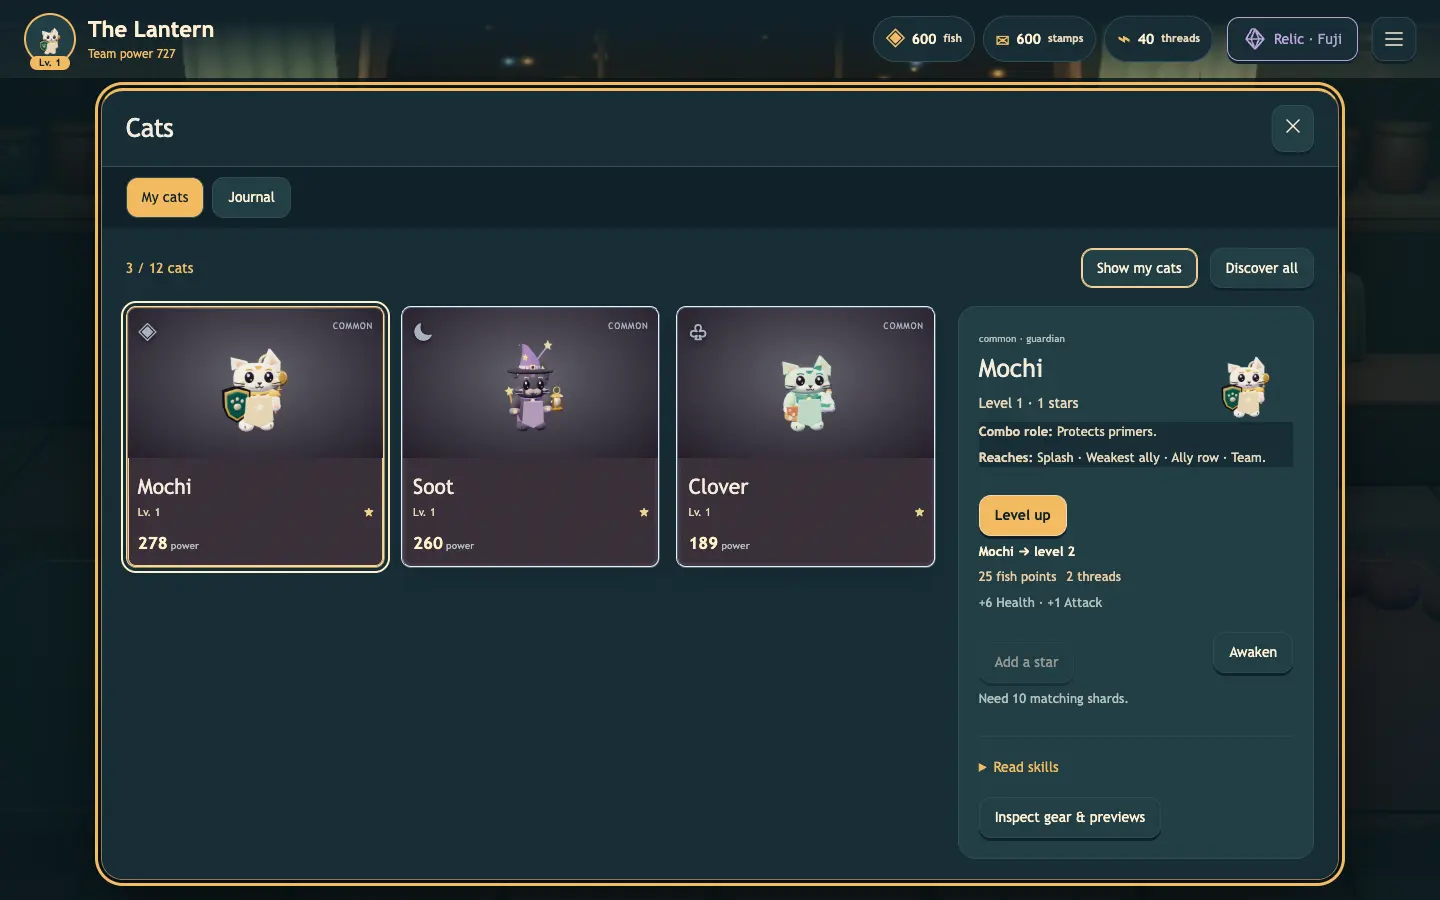 The Lantern
Team power 727
Lv. 1
600 fish
600 stamps
40 threads
Relic · Fuji
Cats
My cats
Journal
3 / 12 cats
Show my cats
Discover all
COMMON
Mochi
Lv. 1
278 power
COMMON
Soot
Lv. 1
260 power
COMMON
Clover
Lv. 1
189 power
common · guardian
Mochi
Level 1 · 1 stars
Combo role: Protects primers.
Reaches: Splash · Weakest ally · Ally row · Team.
Level up
Mochi → level 2
25 fish points 2 threads
+6 Health · +1 Attack
Add a star
Awaken
Need 10 matching shards.
Read skills
Inspect gear & previews